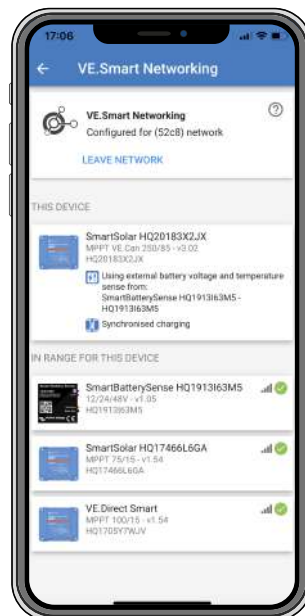 17:06
VE.Smart Networking
VE.Smart Networking
Configured for (52c8) network
LEAVE NETWORK
THIS DEVICE
SmartSolar HQ20183X2JX
MPPT VE.Can 250/85 - v3.02
HQ20183X2JX
Using external battery voltage and temperature
sense from:
SmartBatterySense HQ1913I63M5 -
HQ1913I63M5
Synchronised charging
IN RANGE FOR THIS DEVICE
SmartBatterySense HQ1913I63M5
12/24/48V - v1.05
HQ1913I63M5
SmartSolar HQ17466L6GA
MPPT 75/15 - v1.54
HQ17466L6GA
VE.Direct Smart
MPPT 100/15 - v1.54
HQ1705Y7WJV